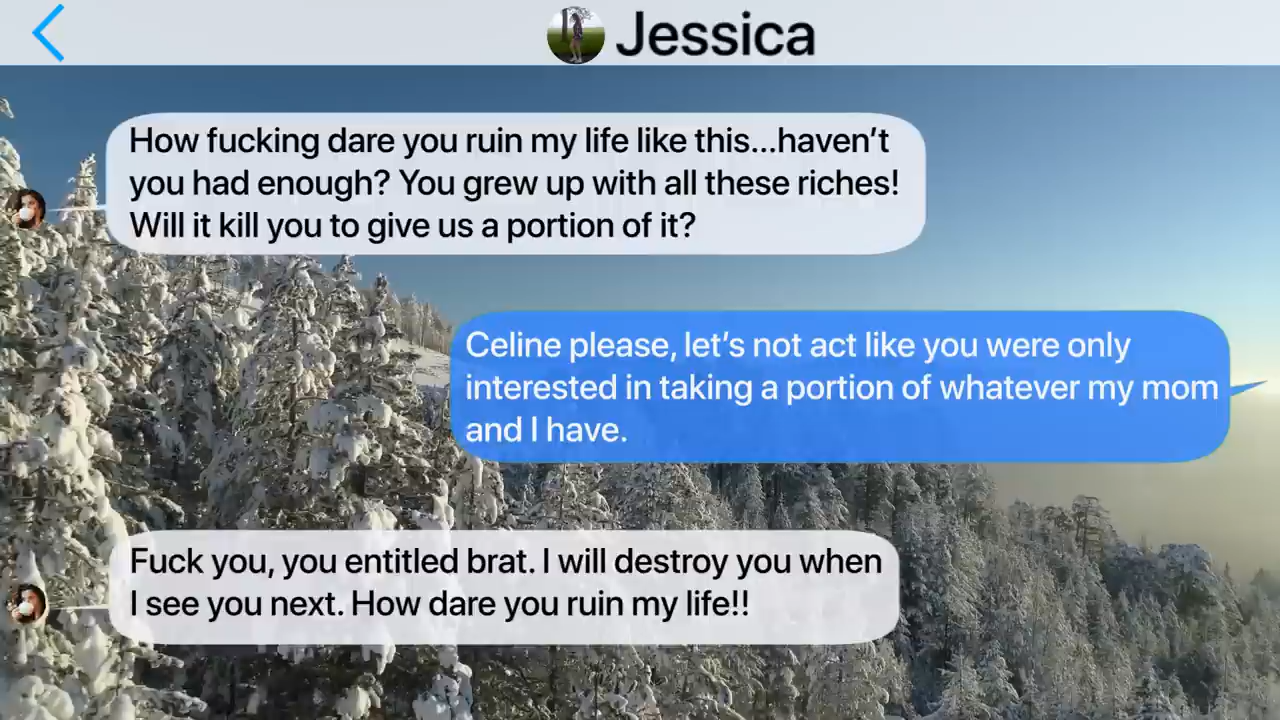 Jessica
How fucking dare you ruin my life like this...haven't
you had enough? You grew up with all these riches!
Will it kill you to give us a portion of it?
Celine please, let's not act like you were only
interested in taking a portion of whatever my mom
and I have.
Fuck you, you entitled brat. I will destroy you when
I see you next. How dare you ruin my life!!